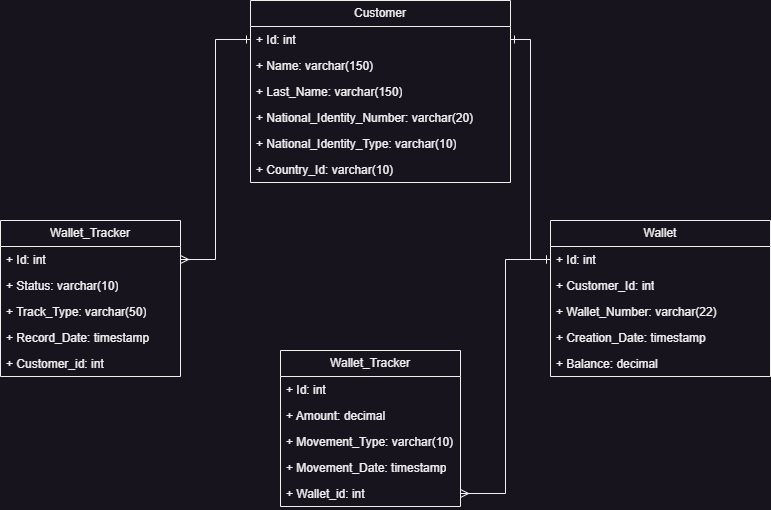 Customer
+ Id: int
+ Name: varchar(150)
+ Last_Name: varchar(150)
+ National_Identity_Number: varchar(20)
+ National_Identity_Type: varchar(10)
+ Country_Id: varchar(10)
Wallet_Tracker
+ Id: int
+ Status: varchar(10)
+ Track_Type: varchar(50)
+ Record_Date: timestamp
+ Customer_id: int
Wallet
+ Id: int
+ Customer_Id: int
+ Wallet_Number: varchar(22)
+ Creation_Date: timestamp
+ Balance: decimal
Wallet_Tracker
+ Id: int
+ Amount: decimal
+ Movement_Type: varchar(10)
+ Movement_Date: timestamp
+ Wallet_id: int